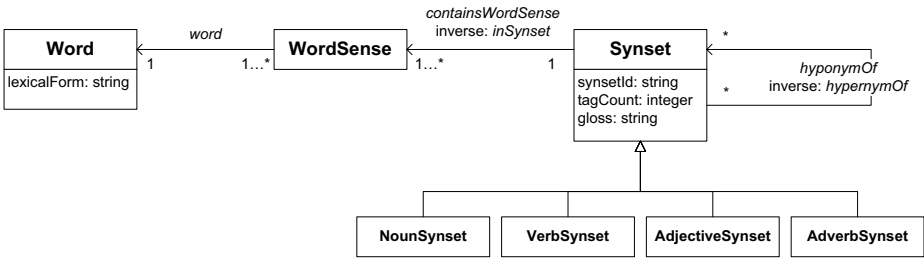 containsWordSense
word
inverse: inSynset
Word
WordSense
Synset
*
1
1...*
1...*
1
lexicalForm: string
hyponymOf
inverse: hypernymOf
synsetId: string
tagCount: integer
gloss: string
*
NounSynset
VerbSynset
AdjectiveSynset
AdverbSynset